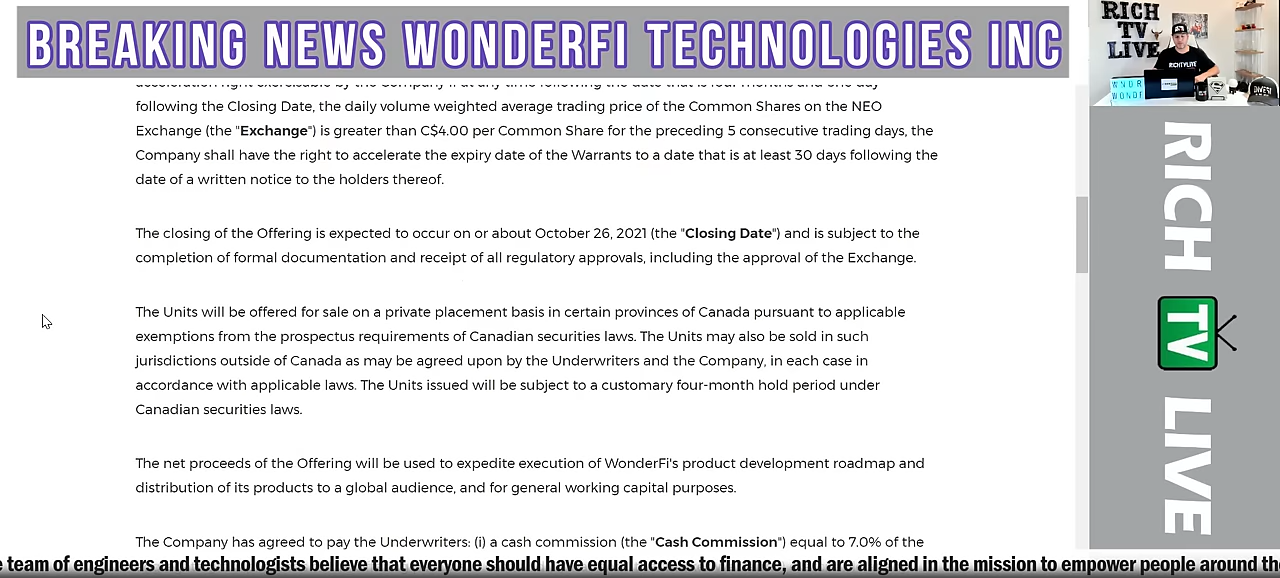 BREAKING NEWS WONDERFI TECHNOLOGIES INC
acceleration right exercisable by the Company if
following the Closing Date, the daily volume weighted average trading price of the Common Shares on the NEO
Exchange (the "Exchange") is greater than C$4.00 per Common Share for the preceding 5 consecutive trading days, the
Company shall have the right to accelerate the expiry date of the Warrants to a date that is at least 30 days following the
date of a written notice to the holders thereof.
The closing of the Offering is expected to occur on or about October 26, 2021 (the "Closing Date") and is subject to the
completion of formal documentation and receipt of all regulatory approvals, including the approval of the Exchange.
The Units will be offered for sale on a private placement basis in certain provinces of Canada pursuant to applicable
exemptions from the prospectus requirements of Canadian securities laws. The Units may also be sold in such
jurisdictions outside of Canada as may be agreed upon by the Underwriters and the Company, in each case in
accordance with applicable laws. The Units issued will be subject to a customary four-month hold period under
Canadian securities laws.
The net proceeds of the Offering will be used to expedite execution of WonderFi's product development roadmap and
distribution of its products to a global audience, and for general working capital purposes.
The Company has agreed to pay the Underwriters: (i) a cash commission (the "Cash Commission") equal to 7.0% of the
e team of engineers and technologists believe that everyone should have equal access to finance, and are aligned in the mission to empower people around th
RICH
TV
LIVE
RICHTVLIVE
WNDR
WONDF
INVEST
RICH
TV
LIVE